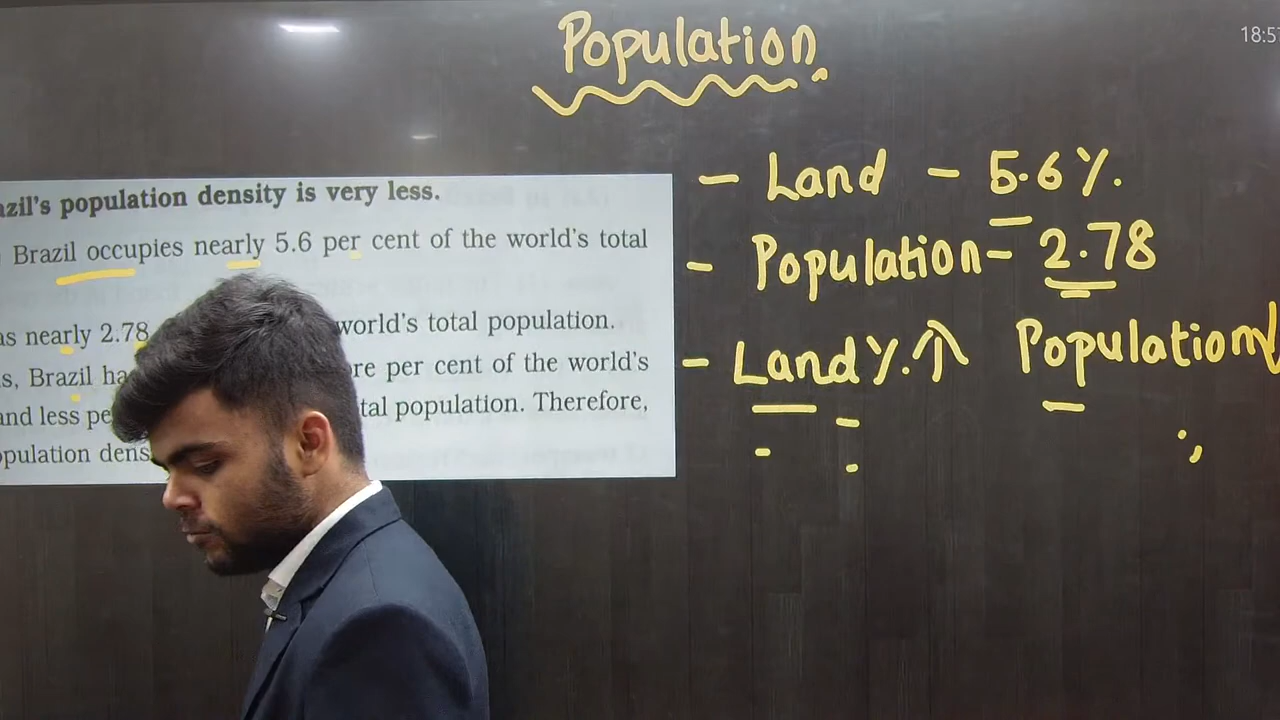 Population.
18:57
azil's population density is very less.
Brazil occupies nearly 5.6 per cent of the world's total
as nearly 2.78 world's total population.
s, Brazil ha re per cent of the world's
and less pe tal population. Therefore,
opulation dens
- Land - 5.6%.
- Population - 2.78
- Land %. ↑ Population ↓